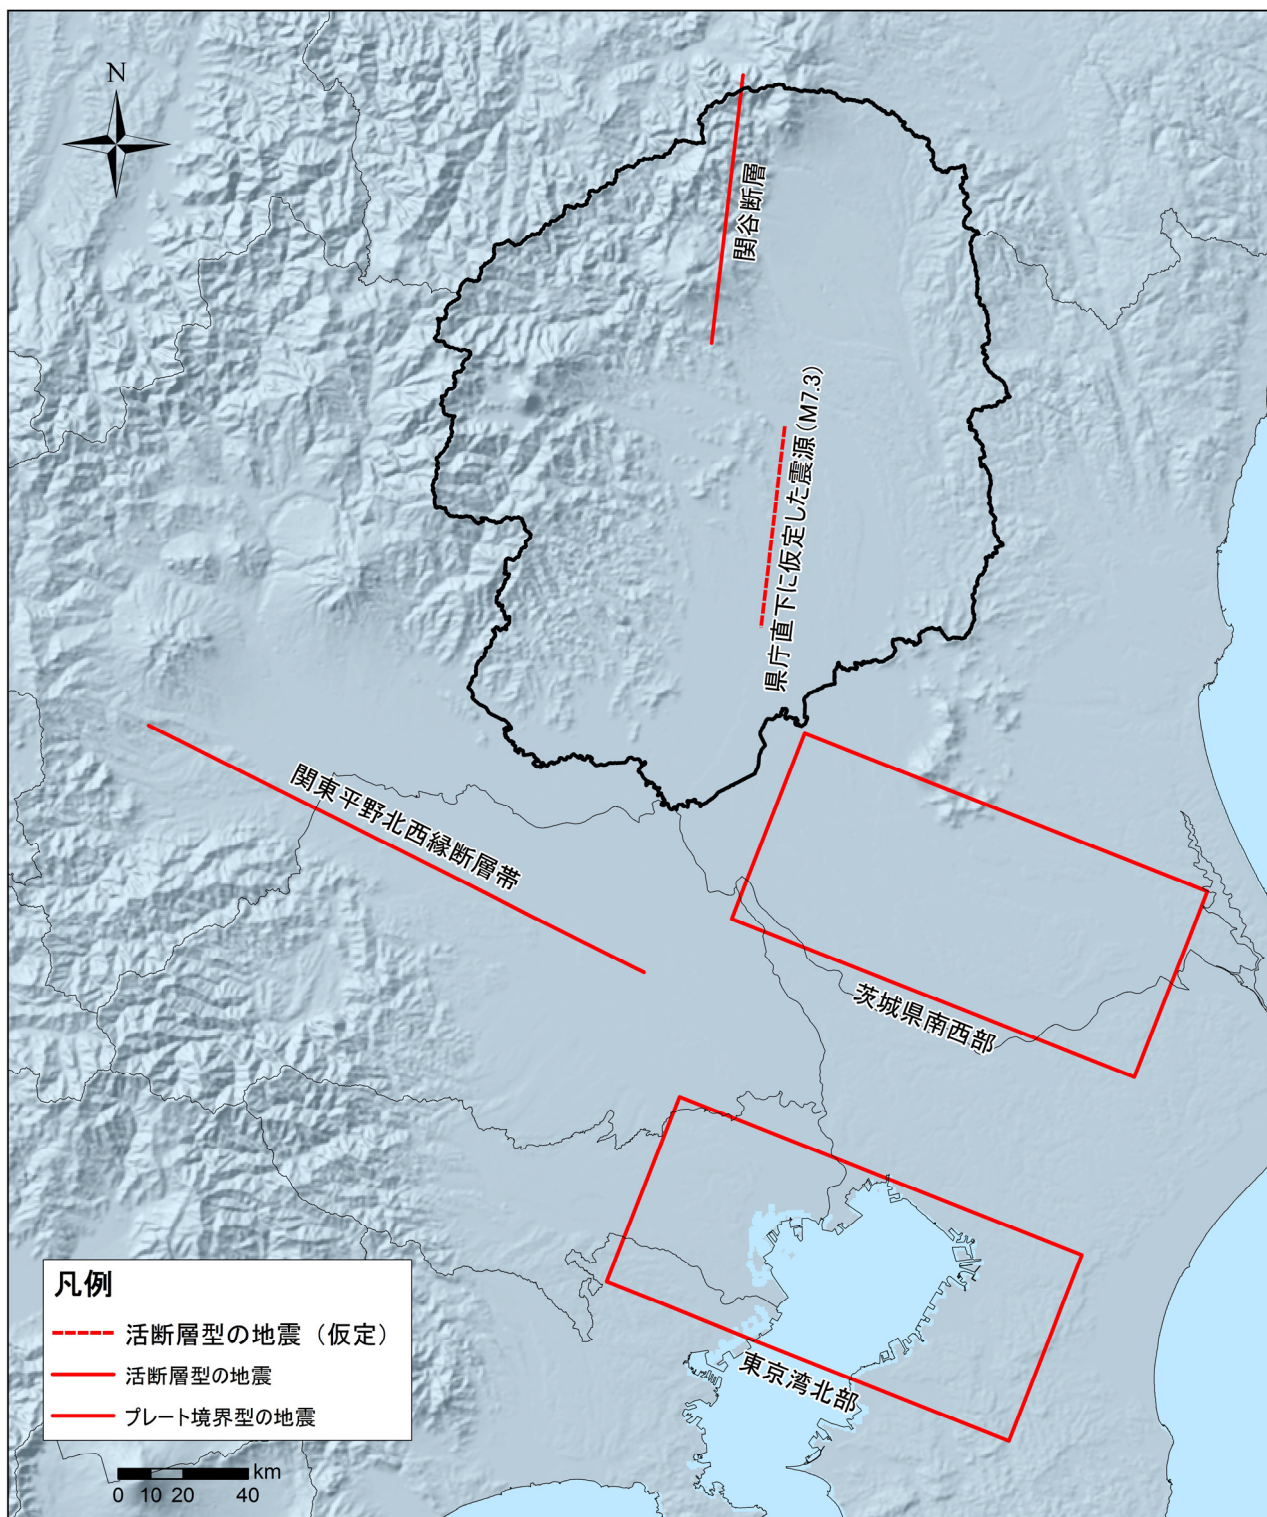 N
関谷断層
県庁直下に仮定した震源(M7.3)
関東平野北西縁断層帯
茨城県南西部
東京湾北部
凡例
活断層型の地震（仮定）
活断層型の地震
プレート境界型の地震
km
0 10 20 40